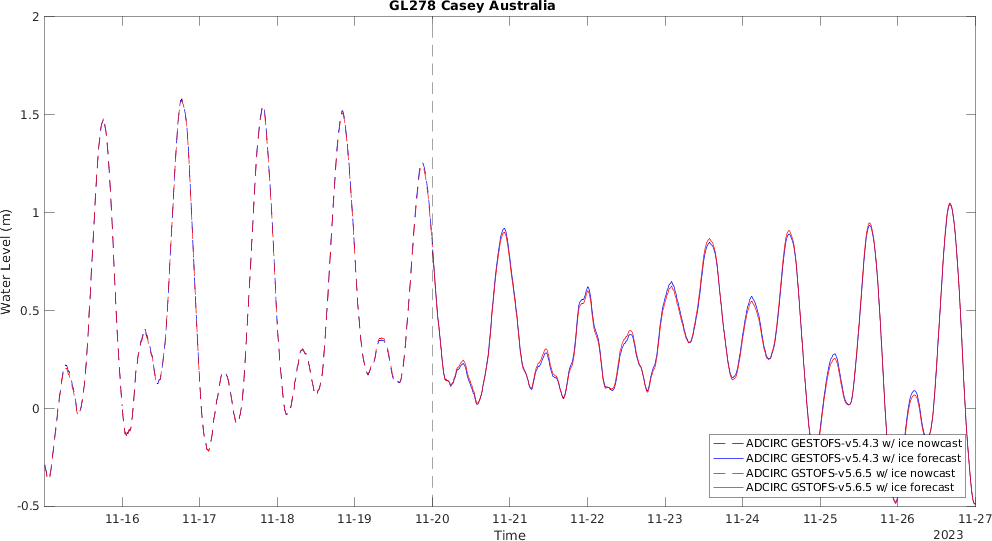 GL278 Casey Australia
2
1.5
1
0.5
0
-0.5
Water Level (m)
ADCIRC GESTOFS-v5.4.3 w/ ice nowcast
ADCIRC GESTOFS-v5.4.3 w/ ice forecast
ADCIRC GSTOFS-v5.6.5 w/ ice nowcast
ADCIRC GSTOFS-v5.6.5 w/ ice forecast
11-16 11-17 11-18 11-19 11-20 11-21 11-22 11-23 11-24 11-25 11-26 11-27
Time
2023